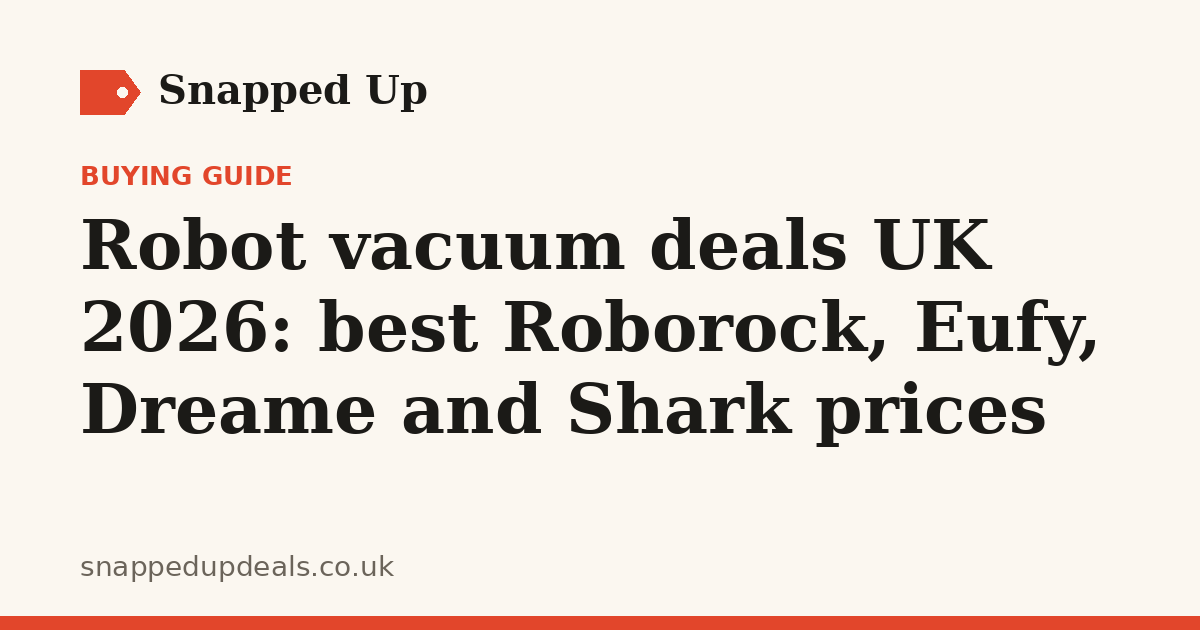 Snapped Up
BUYING GUIDE
Robot vacuum deals UK
2026: best Roborock, Eufy,
Dreame and Shark prices
snappedupdeals.co.uk